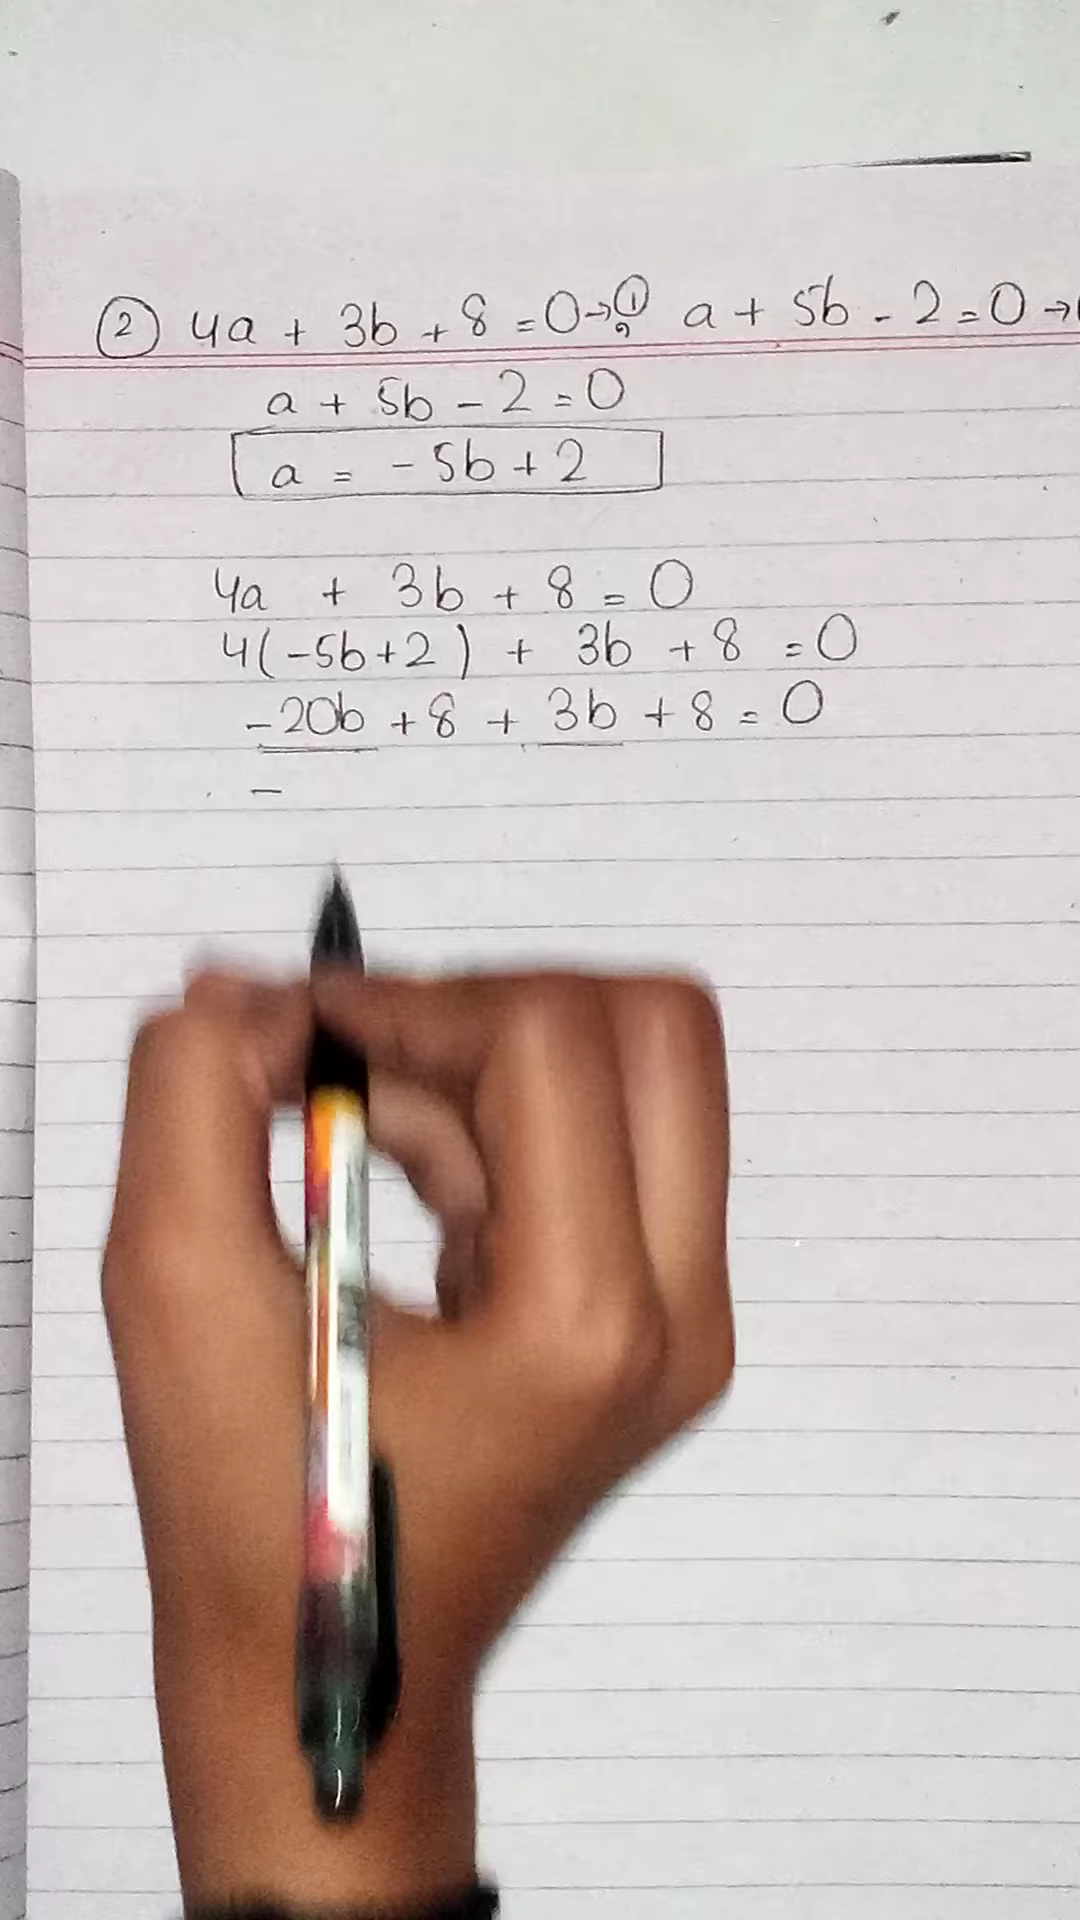 ② 4a + 3b + 8 = 0 → ① , a + 5b - 2 = 0 →
a + 5b - 2 = 0
a = - 5b + 2
4a + 3b + 8 = 0
4(-5b+2) + 3b + 8 = 0
-20b + 8 + 3b + 8 = 0
-